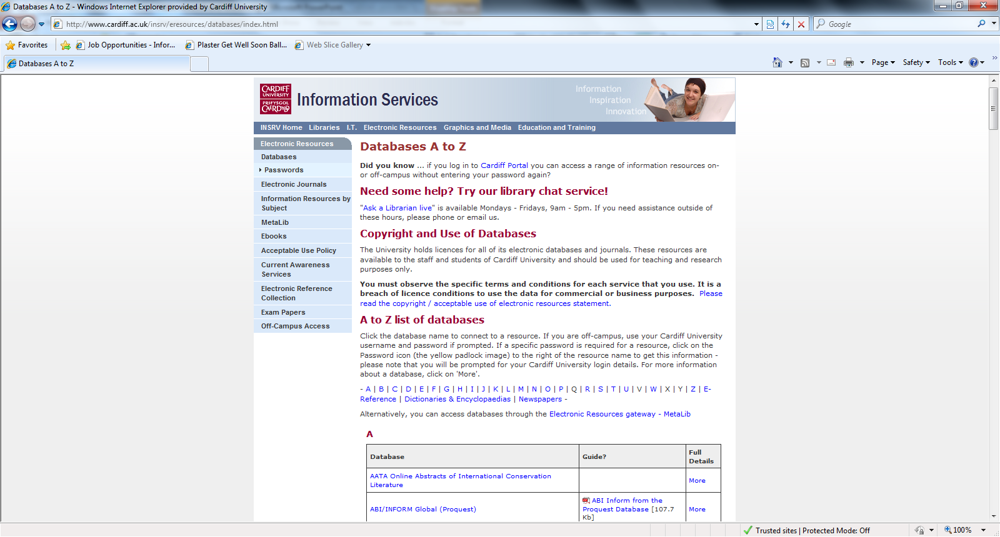 Databases A to Z - Windows Internet Explorer provided by Cardiff University
http://www.cardiff.ac.uk/insrv/eresources/databases/index.html
Google
Favorites
Job Opportunities - Infor...
Plaster Get Well Soon Ball...
Web Slice Gallery
Databases A to Z
Page
Safety
Tools
CARDIFF
UNIVERSITY
PRIFYSGOL
CAERDYDD
Information Services
Information
Inspiration
Innovation
INSRV Home Libraries I.T. Electronic Resources Graphics and Media Education and Training
Electronic Resources
Databases
Passwords
Electronic Journals
Information Resources by
Subject
MetaLib
Ebooks
Acceptable Use Policy
Current Awareness
Services
Electronic Reference
Collection
Exam Papers
Off-Campus Access
Databases A to Z
Did you know ... if you log in to Cardiff Portal you can access a range of information resources on-
or off-campus without entering your password again?
Need some help? Try our library chat service!
"Ask a Librarian live" is available Mondays - Fridays, 9am - 5pm. If you need assistance outside of
these hours, please phone or email us.
Copyright and Use of Databases
The University holds licences for all of its electronic databases and journals. These resources are
available to the staff and students of Cardiff University and should be used for teaching and research
purposes only.
You must observe the specific terms and conditions for each service that you use. It is a
breach of licence conditions to use the data for commercial or business purposes. Please
read the copyright / acceptable use of electronic resources statement.
A to Z list of databases
Click the database name to connect to a resource. If you are off-campus, use your Cardiff University
username and password if prompted. If a specific password is required for a resource, click on the
Password icon (the yellow padlock image) to the right of the resource name to get this information -
please note that you will be prompted for your Cardiff University login details. For more information
about a database, click on 'More'.
- A | B | C | D | E | F | G | H | I | J | K | L | M | N | O | P | Q | R | S | T | U | V | W | X | Y | Z | E-
Reference | Dictionaries & Encyclopaedias | Newspapers -
Alternatively, you can access databases through the Electronic Resources gateway - MetaLib
A
Database
Guide?
Full
Details
AATA Online Abstracts of International Conservation
Literature
More
ABI/INFORM Global (Proquest)
ABI Inform from the
Proquest Database [107.7
Kb]
More
Trusted sites | Protected Mode: Off
100%